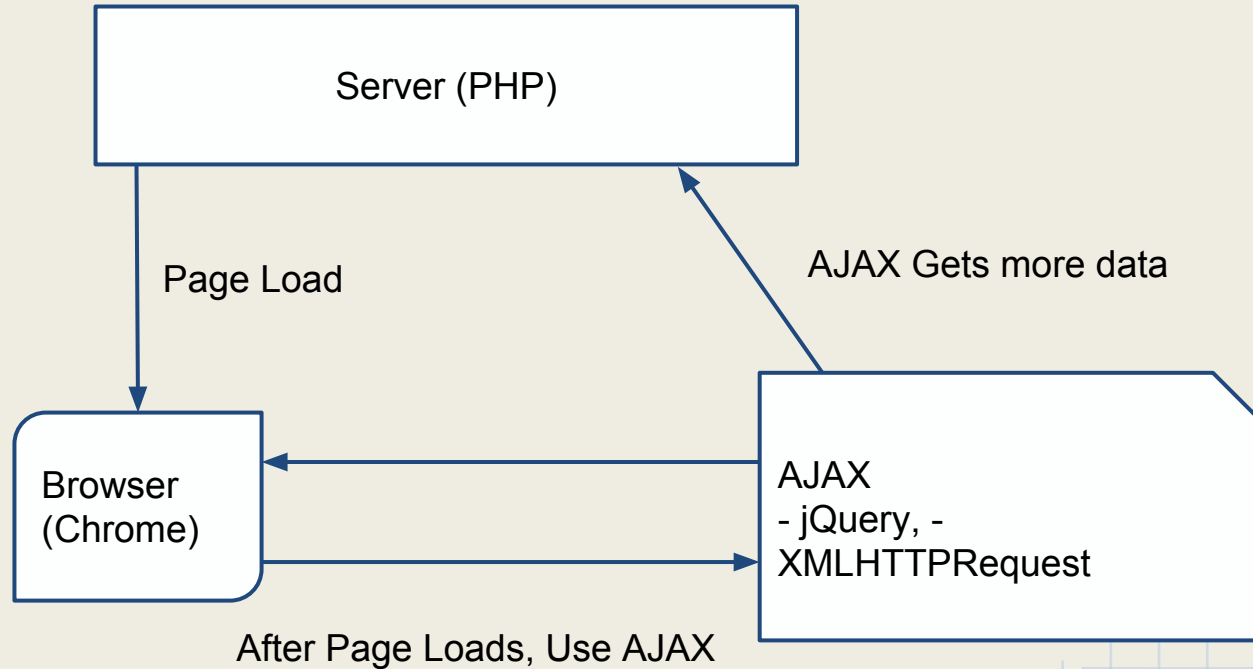 Server (PHP)
Page Load
AJAX Gets more data
Browser
(Chrome)
AJAX
- jQuery, -
XMLHTTPRequest
After Page Loads, Use AJAX